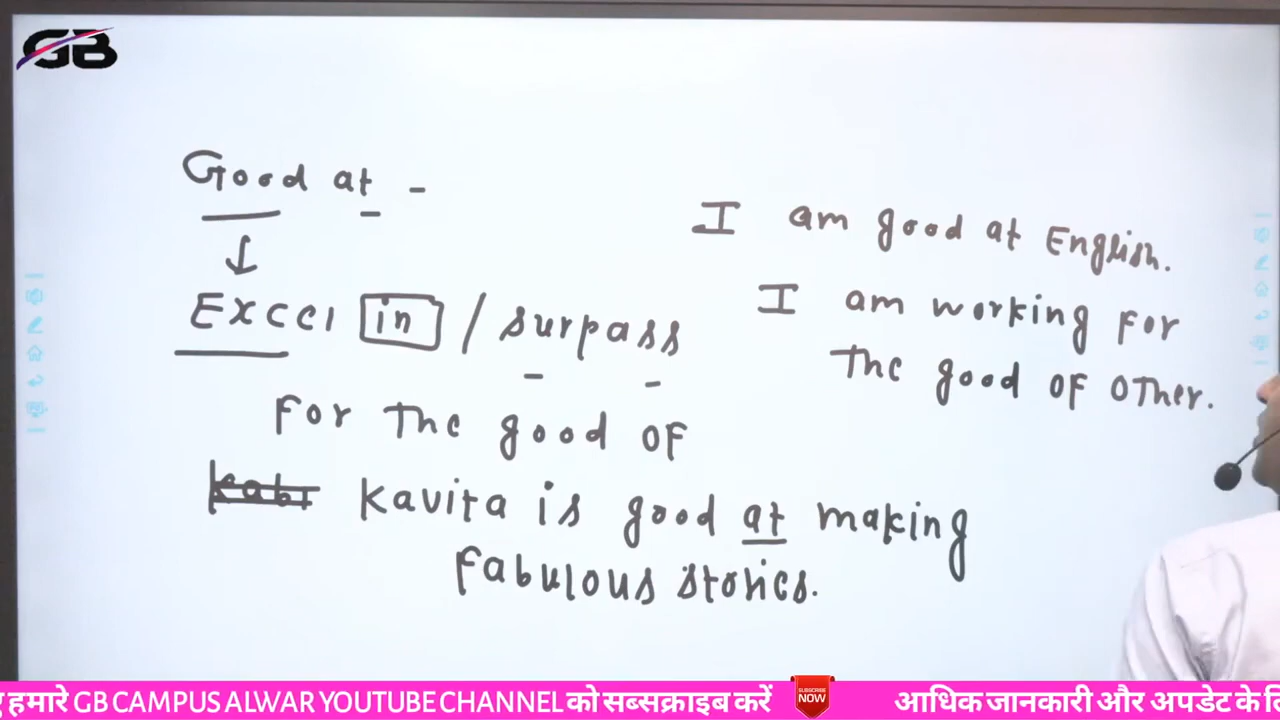 GB
Good at -
Excel in / surpass
For the good of
Kabi Kavita is good at making
Fabulous stories.
I am good at English.
I am working for
the good of other.
ए हमारे GB CAMPUS ALWAR YOUTUBE CHANNEL को सब्सक्राइब करें SUBSCRIBE NOW आधिक जानकारी और अपडेट के लि